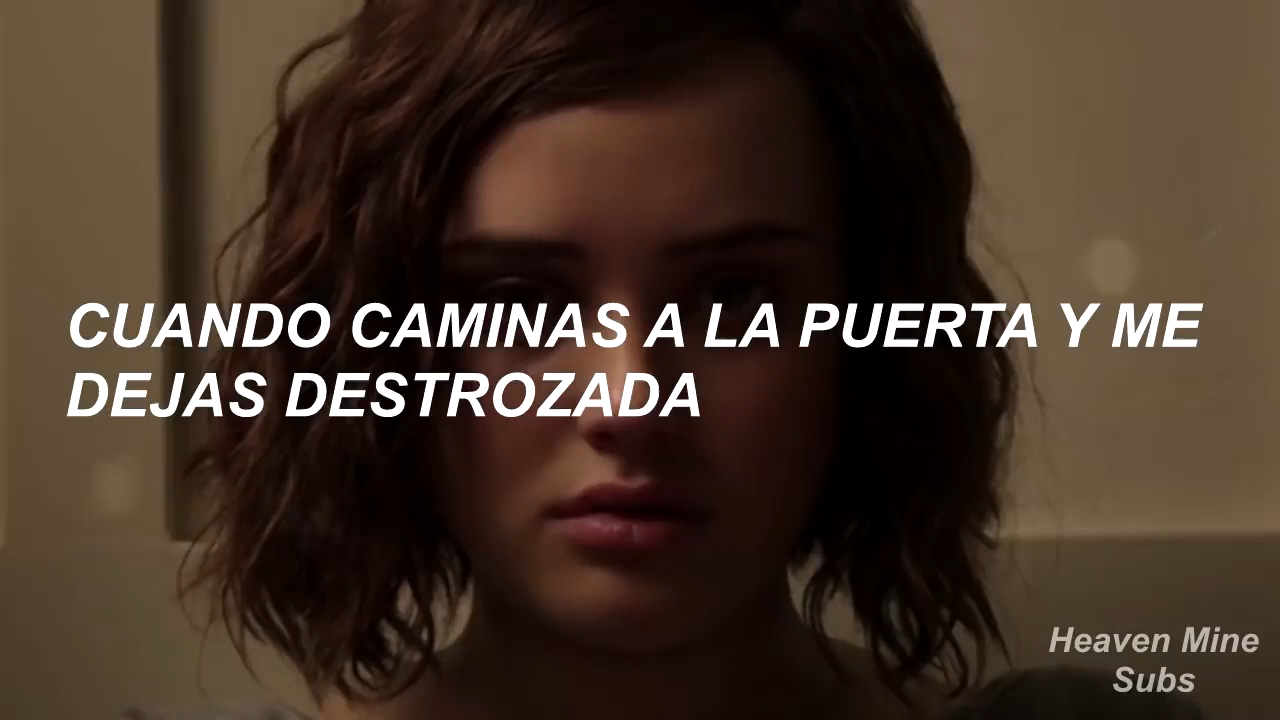 CUANDO CAMINAS A LA PUERTA Y ME
DEJAS DESTROZADA
Heaven Mine
Subs